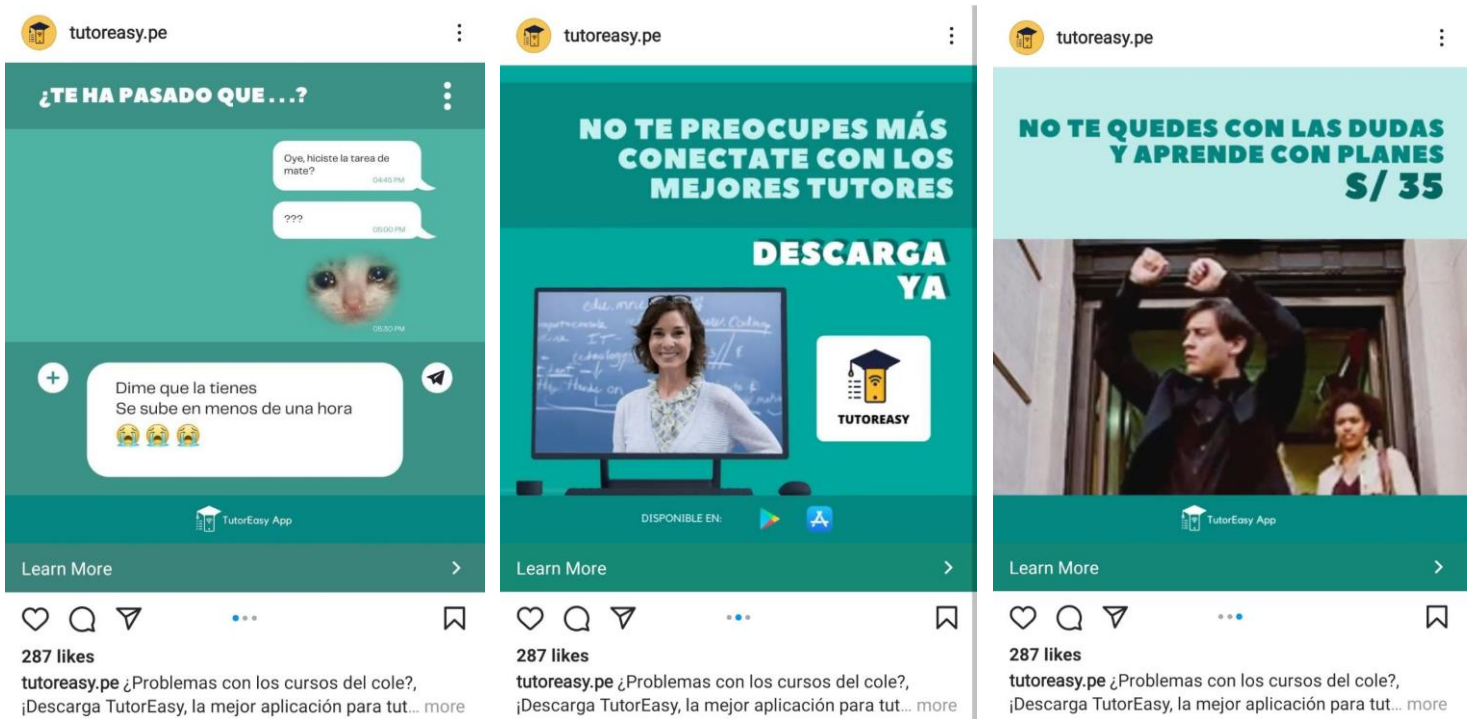 tutoreasy.pe
¿TE HA PASADO QUE...?
Oye, hiciste la tarea de
mate?
04:45 PM
???
05:00 PM
05:30 PM
Dime que la tienes
Se sube en menos de una hora
😭😭😭
TutorEasy App
Learn More
287 likes
tutoreasy.pe ¿Problemas con los cursos del cole?,
¡Descarga TutorEasy, la mejor aplicación para tut... more
tutoreasy.pe
NO TE PREOCUPES MÁS
CONECTATE CON LOS
MEJORES TUTORES
DESCARGA
YA
TUTOREASY
DISPONIBLE EN:
Learn More
287 likes
tutoreasy.pe ¿Problemas con los cursos del cole?,
¡Descarga TutorEasy, la mejor aplicación para tut... more
tutoreasy.pe
NO TE QUEDES CON LAS DUDAS
Y APRENDE CON PLANES
S/ 35
TutorEasy App
Learn More
287 likes
tutoreasy.pe ¿Problemas con los cursos del cole?,
¡Descarga TutorEasy, la mejor aplicación para tut... more